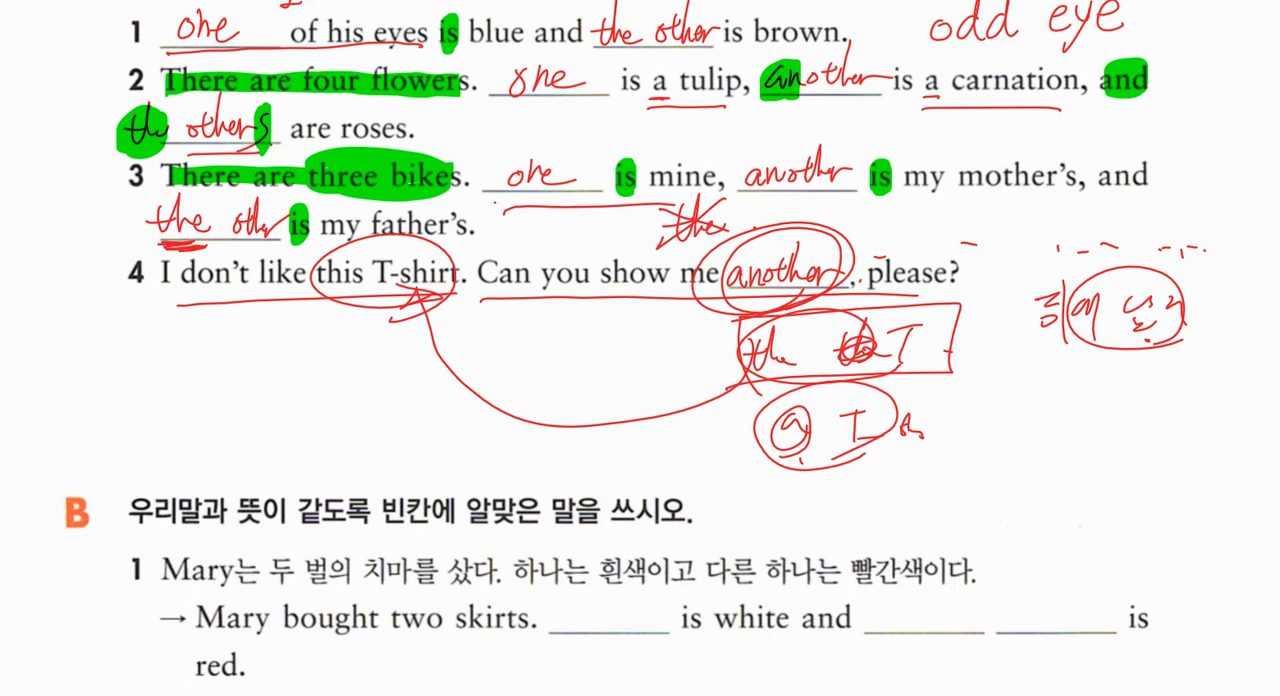 odd eye
1 one of his eyes is blue and the other is brown.
2 There are four flowers. one is a tulip, another is a carnation, and
the others are roses.
3 There are three bikes. one is mine, another is my mother's, and
the other is my father's.
the
4 I don't like this T-shirt. Can you show me another, please?
the T
a T
B 우리말과 뜻이 같도록 빈칸에 알맞은 말을 쓰시오.
1 Mary는 두 벌의 치마를 샀다. 하나는 흰색이고 다른 하나는 빨간색이다.
→ Mary bought two skirts. ________ is white and ________ ________ is
red.